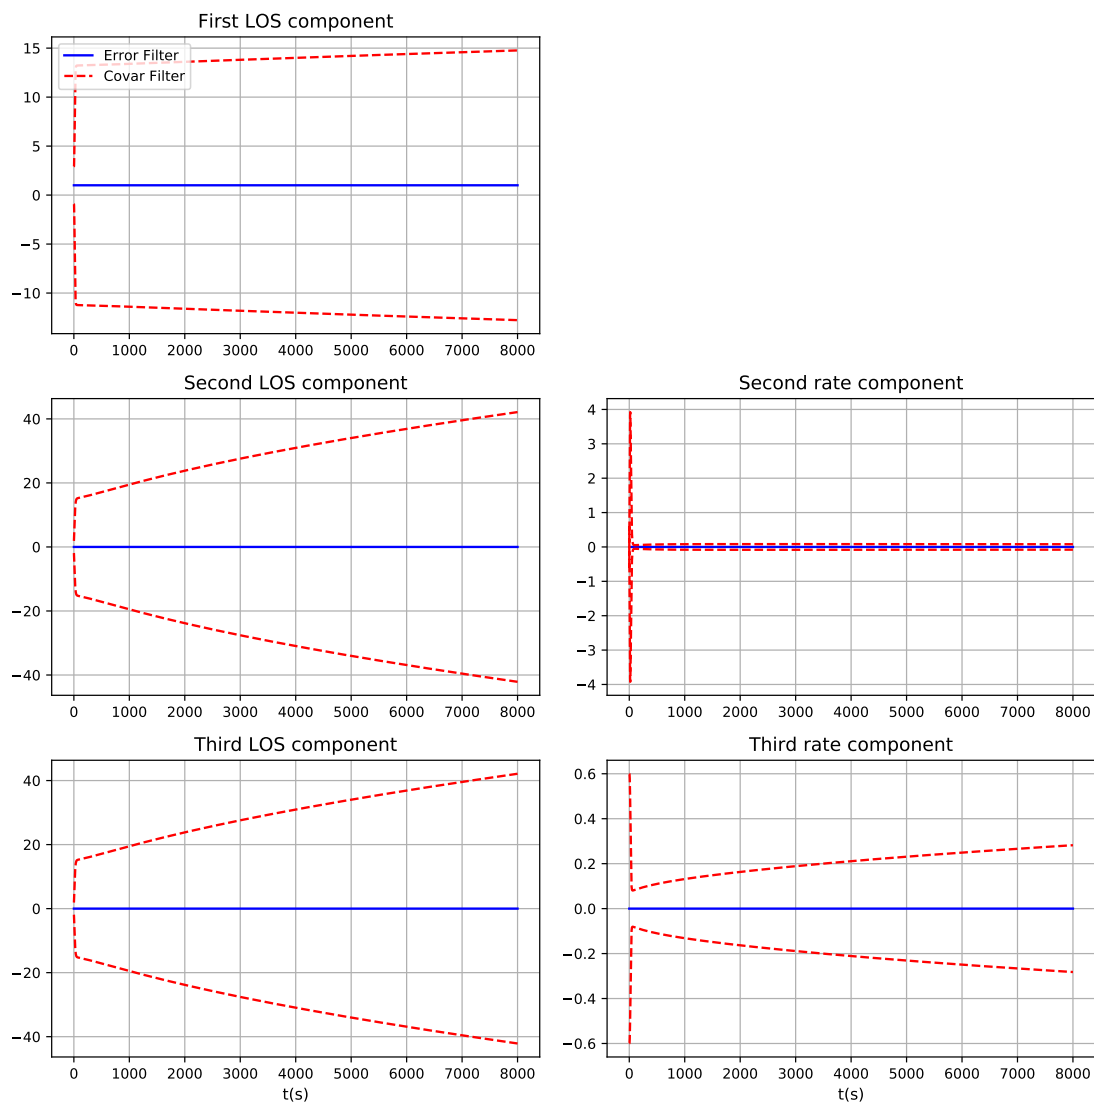 First LOS component
Error Filter
Covar Filter
15
10
5
0
−5
−10
0 1000 2000 3000 4000 5000 6000 7000 8000
Second LOS component
40
20
0
−20
−40
0 1000 2000 3000 4000 5000 6000 7000 8000
Second rate component
4
3
2
1
0
−1
−2
−3
−4
0 1000 2000 3000 4000 5000 6000 7000 8000
Third LOS component
40
20
0
−20
−40
0 1000 2000 3000 4000 5000 6000 7000 8000
t(s)
Third rate component
0.6
0.4
0.2
0.0
−0.2
−0.4
−0.6
0 1000 2000 3000 4000 5000 6000 7000 8000
t(s)